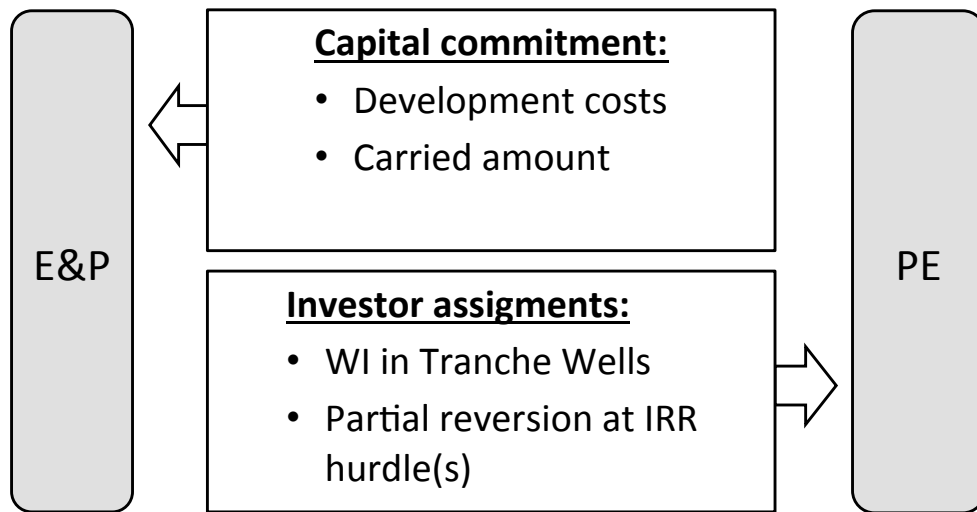 E&P
Capital commitment:
• Development costs
• Carried amount
Investor assigments:
• WI in Tranche Wells
• Partial reversion at IRR
hurdle(s)
PE